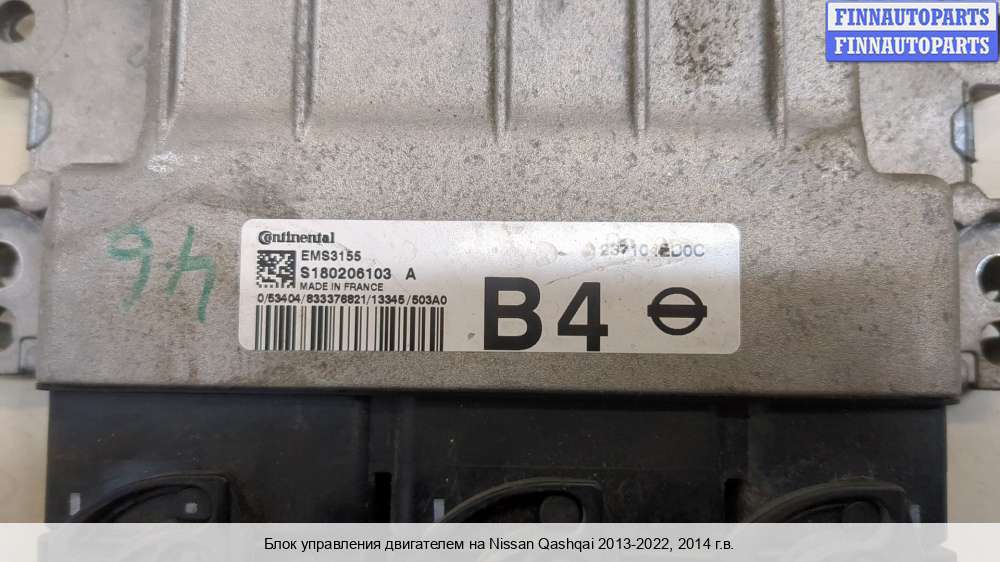 FINNAUTOPARTS
FINNAUTOPARTS
46
Continental
EMS3155
S180206103 A
MADE IN FRANCE
0/53404/833376821/13345/503A0
B4
Блок управления двигателем на Nissan Qashqai 2013-2022, 2014 г.в.